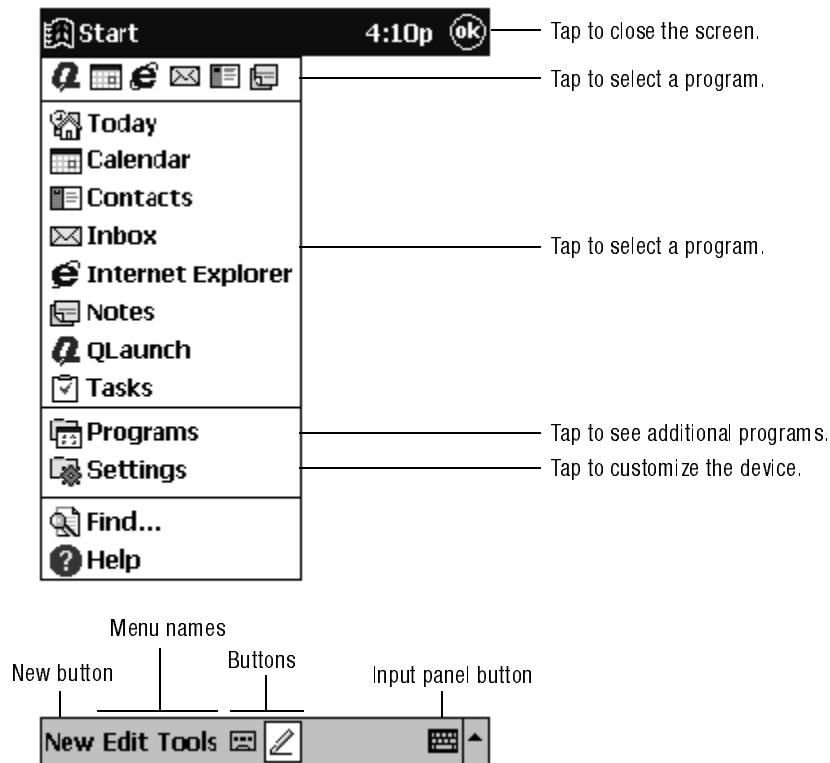 Start 4:10p ok Tap to close the screen.
Tap to select a program.
Today
Calendar
Contacts
Inbox
Tap to select a program.
Internet Explorer
Notes
QLaunch
Tasks
Programs Tap to see additional programs.
Settings Tap to customize the device.
Find...
Help
Menu names
New button Buttons Input panel button
New Edit Tools